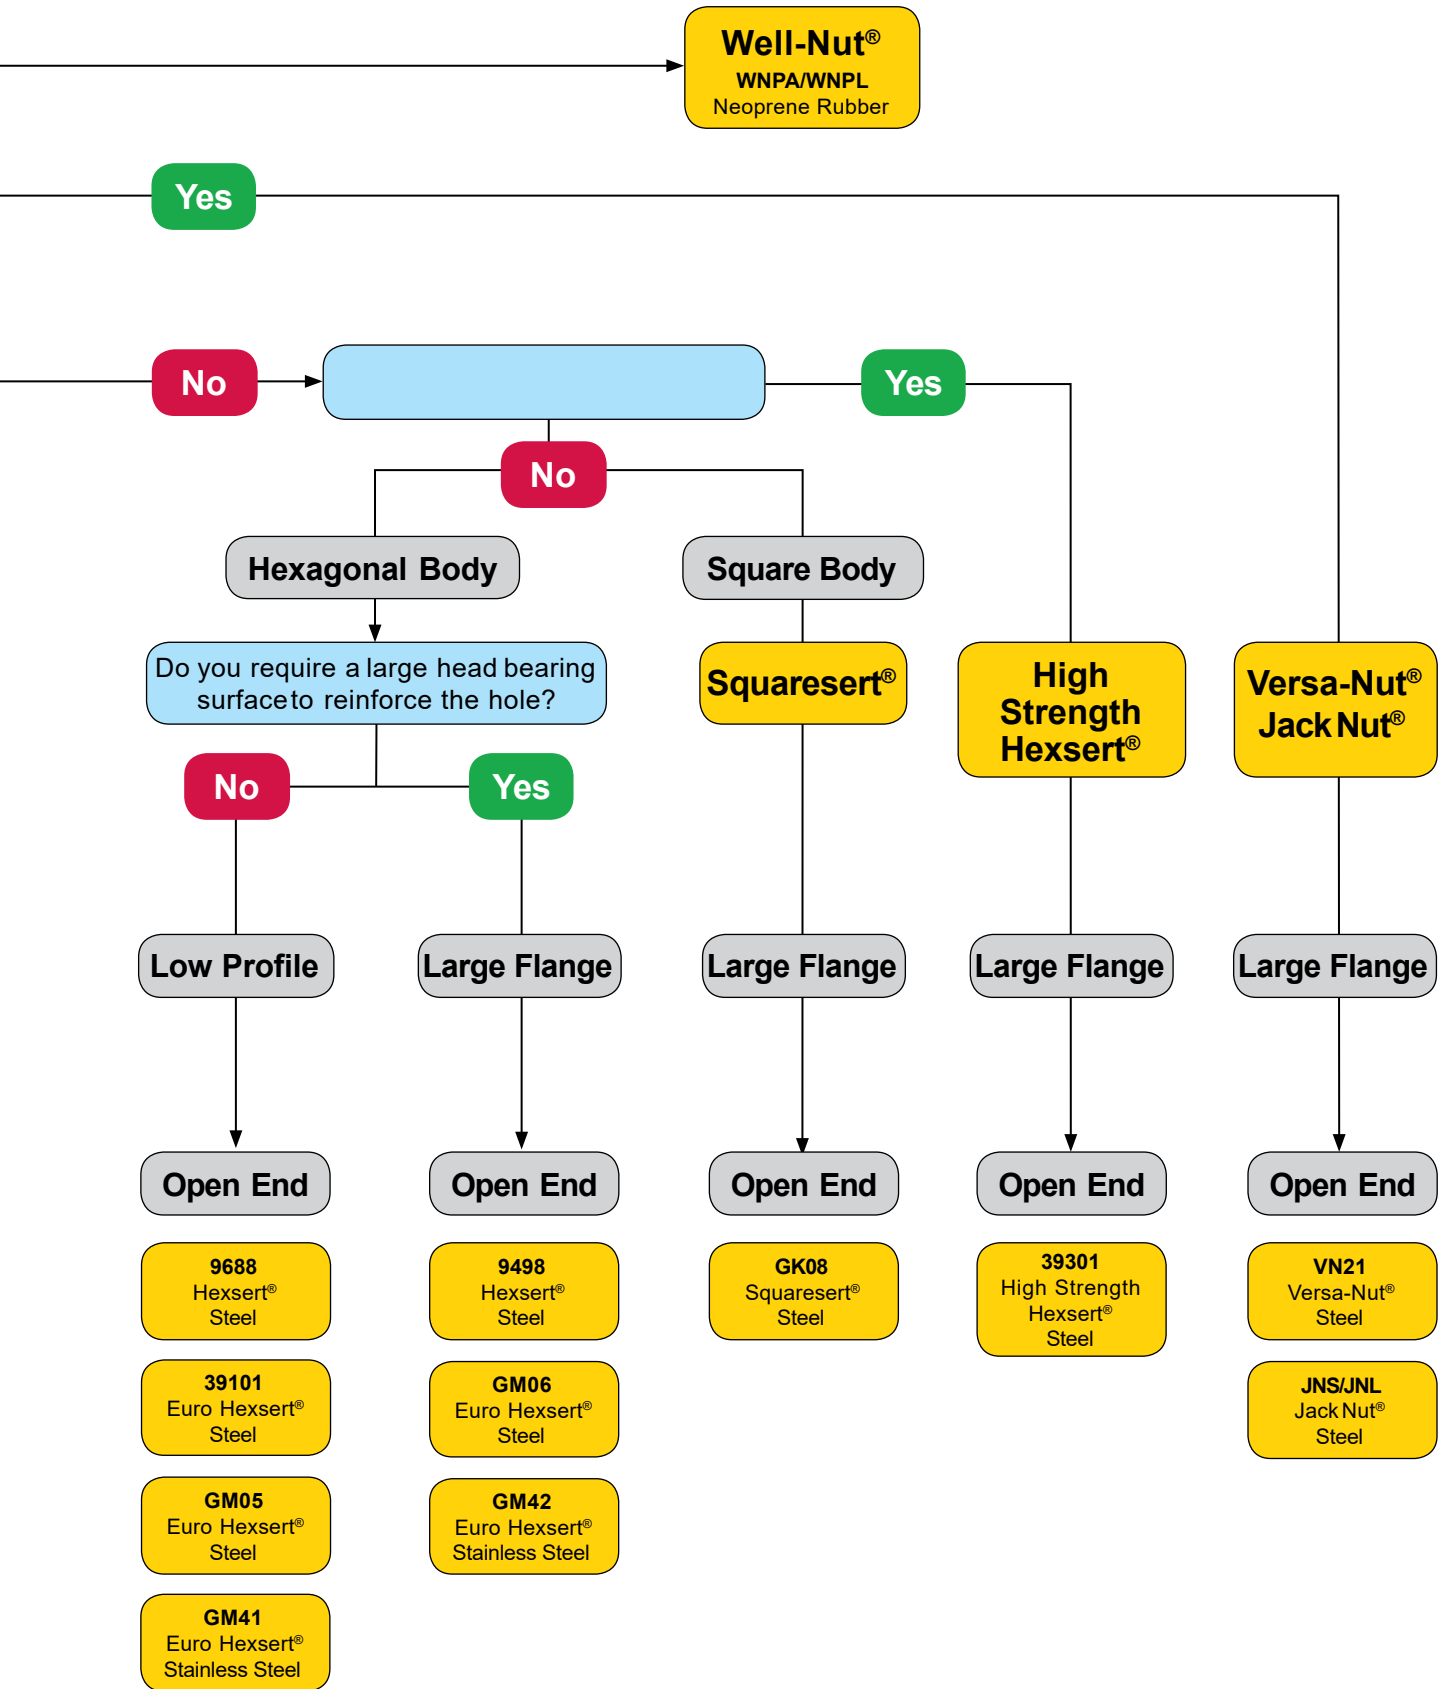 Well-Nut®
WNPA/WNPL
Neoprene Rubber
Yes
No
Yes
No
Hexagonal Body
Square Body
Do you require a large head bearing
surface to reinforce the hole?
Squaresert®
High
Strength
Hexsert®
Versa-Nut®
Jack Nut®
No
Yes
Low Profile
Large Flange
Large Flange
Large Flange
Large Flange
Open End
Open End
Open End
Open End
Open End
9688
Hexsert®
Steel
9498
Hexsert®
Steel
GK08
Squaresert®
Steel
39301
High Strength
Hexsert®
Steel
VN21
Versa-Nut®
Steel
39101
Euro Hexsert®
Steel
GM06
Euro Hexsert®
Steel
JNS/JNL
Jack Nut®
Steel
GM05
Euro Hexsert®
Steel
GM42
Euro Hexsert®
Stainless Steel
GM41
Euro Hexsert®
Stainless Steel